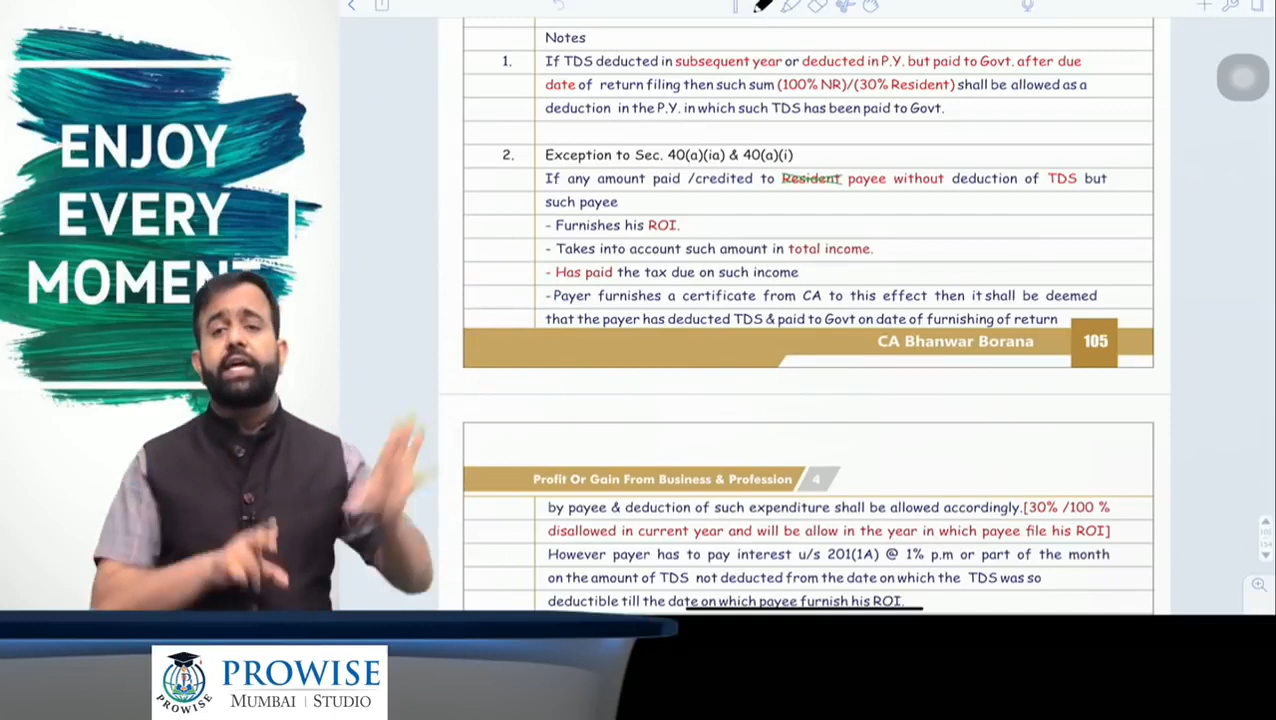 ENJOY
EVERY
MOMENT
Notes
1. If TDS deducted in subsequent year or deducted in P.Y. but paid to Govt. after due
date of return filing then such sum (100% NR)/(30% Resident) shall be allowed as a
deduction in the P.Y. in which such TDS has been paid to Govt.
2. Exception to Sec. 40(a)(ia) & 40(a)(i)
If any amount paid /credited to Resident payee without deduction of TDS but
such payee
- Furnishes his ROI.
- Takes into account such amount in total income.
- Has paid the tax due on such income
- Payer furnishes a certificate from CA to this effect then it shall be deemed
that the payer has deducted TDS & paid to Govt on date of furnishing of return
CA Bhanwar Borana 105
Profit Or Gain From Business & Profession 4
by payee & deduction of such expenditure shall be allowed accordingly.[30% /100 %
disallowed in current year and will be allow in the year in which payee file his ROI]
However payer has to pay interest u/s 201(1A) @ 1% p.m or part of the month
on the amount of TDS not deducted from the date on which the TDS was so
deductible till the date on which payee furnish his ROI.
PROWISE
PROWISE
MUMBAI | STUDIO